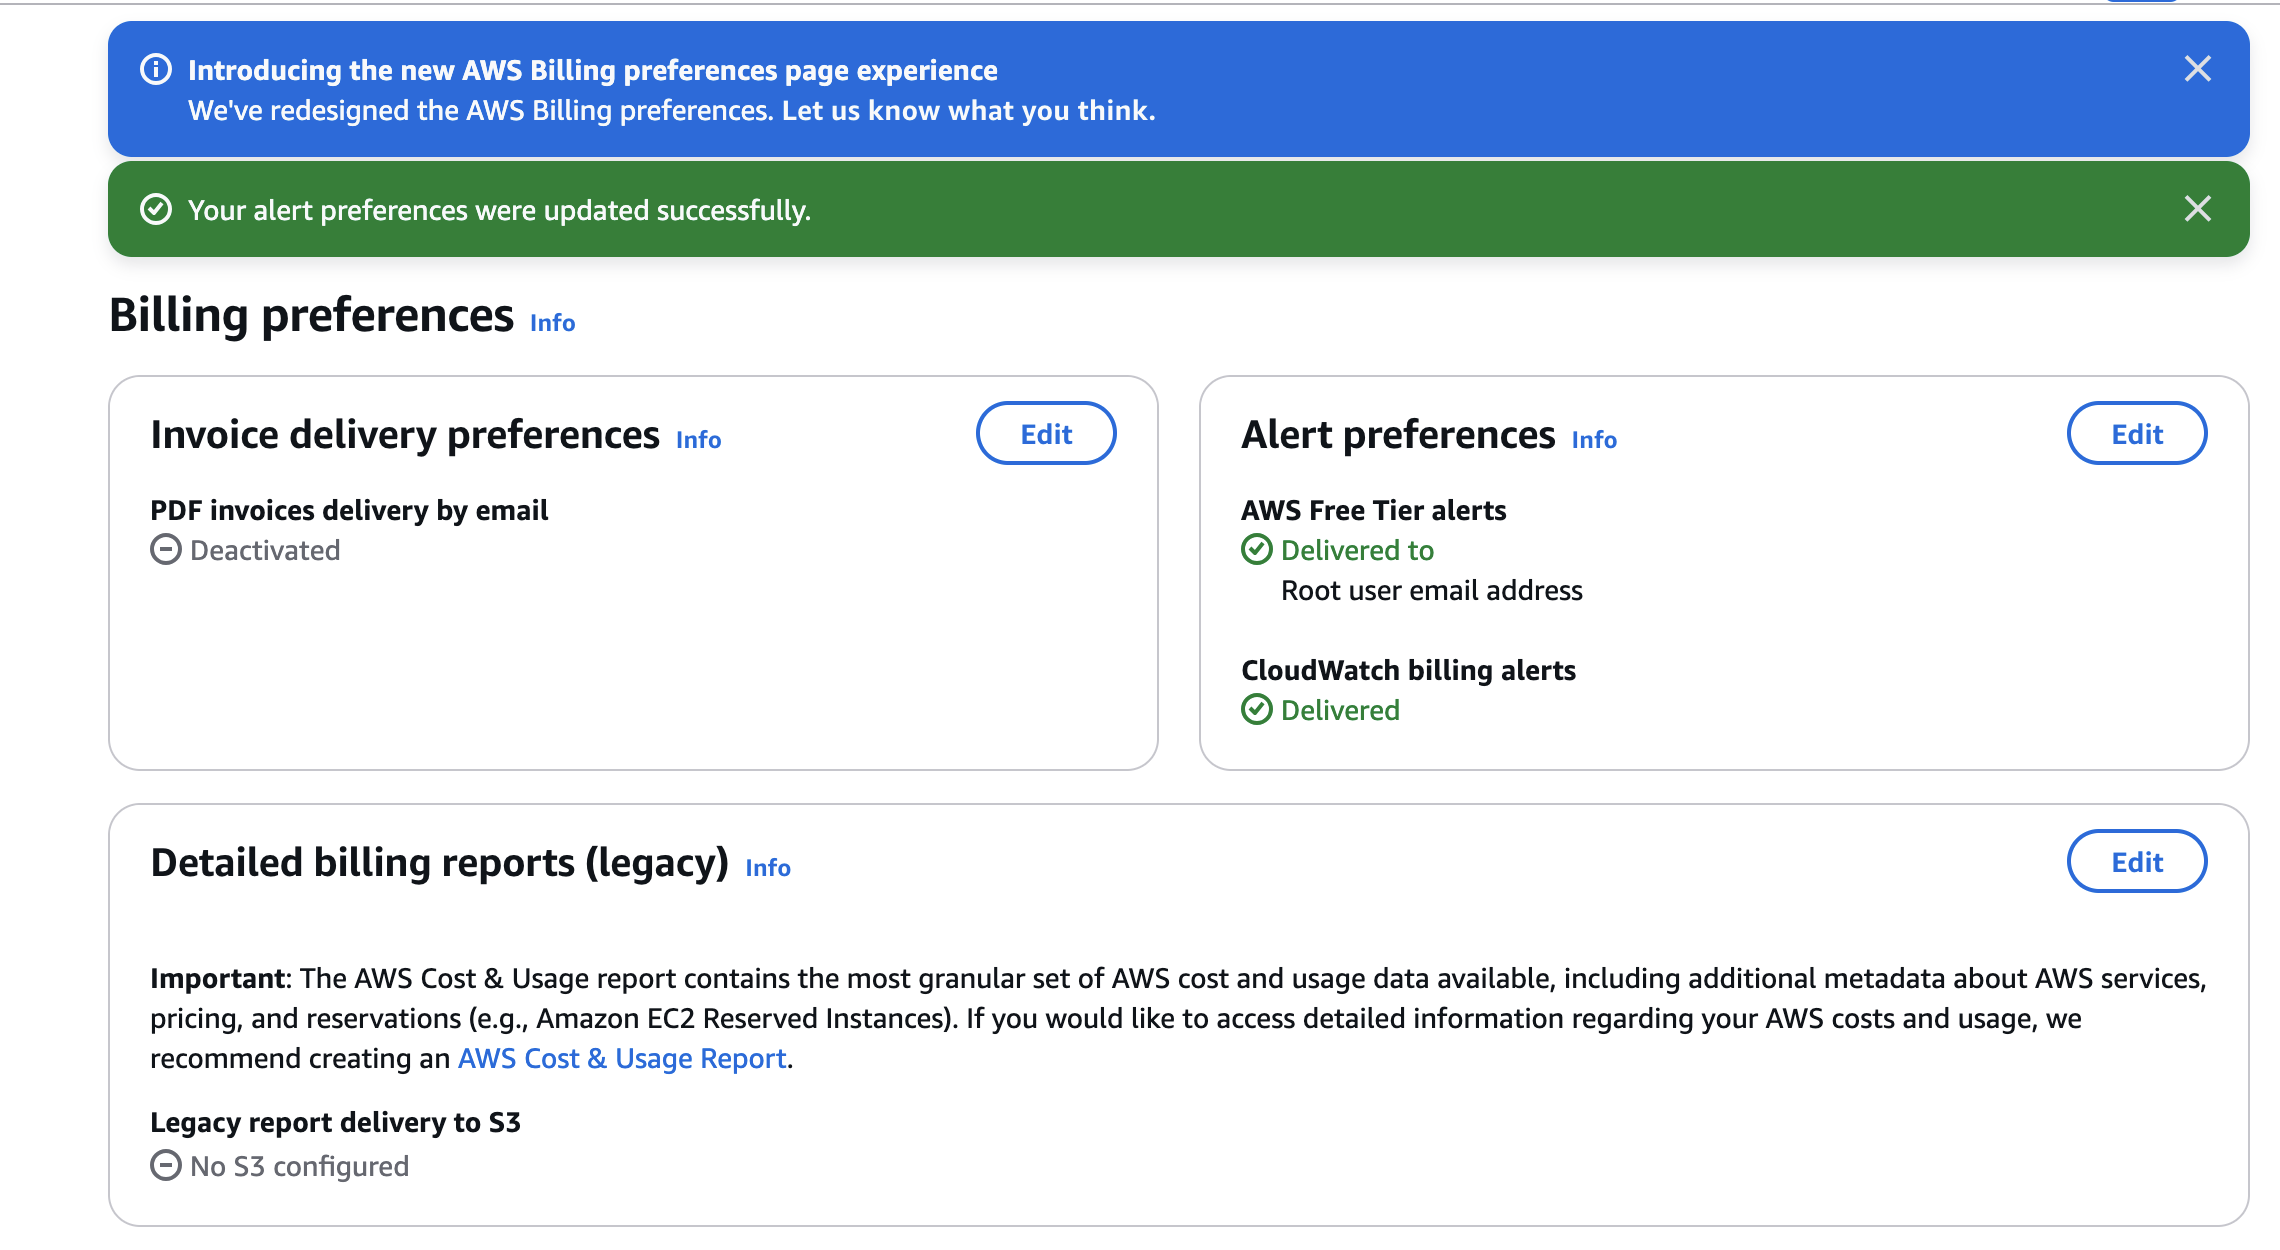 Introducing the new AWS Billing preferences page experience
We've redesigned the AWS Billing preferences. Let us know what you think.
Your alert preferences were updated successfully.
Billing preferences Info
Invoice delivery preferences Info
Edit
PDF invoices delivery by email
Deactivated
Alert preferences Info
Edit
AWS Free Tier alerts
Delivered to
Root user email address
CloudWatch billing alerts
Delivered
Detailed billing reports (legacy) Info
Edit
Important: The AWS Cost & Usage report contains the most granular set of AWS cost and usage data available, including additional metadata about AWS services,
pricing, and reservations (e.g., Amazon EC2 Reserved Instances). If you would like to access detailed information regarding your AWS costs and usage, we
recommend creating an AWS Cost & Usage Report.
Legacy report delivery to S3
No S3 configured